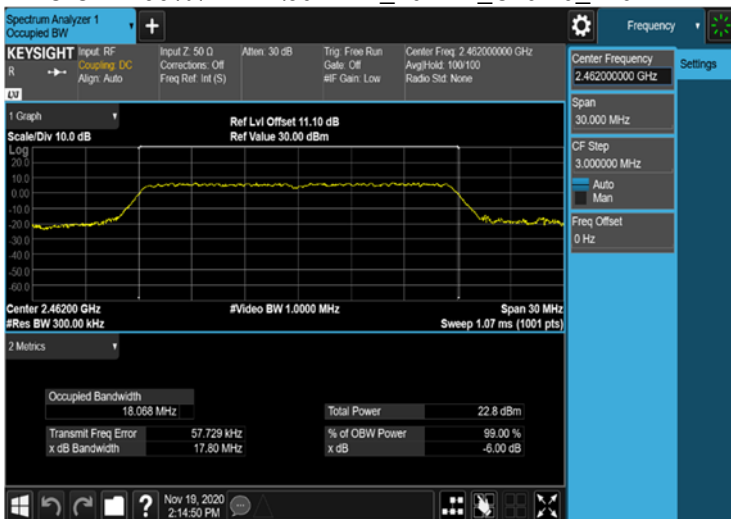 Spectrum Analyzer 1
Occupied BW
Frequency
KEYSIGHT
R
LXI
Input: RF
Coupling: DC
Align: Auto
Input Z: 50 Ω
Corrections: Off
Freq Ref: Int (S)
Atten: 30 dB
Trig: Free Run
Gate: Off
#IF Gain: Low
Center Freq: 2.462000000 GHz
Avg|Hold: 100/100
Radio Std: None
Center Frequency
2.462000000 GHz
Settings
Span
30.000 MHz
CF Step
3.000000 MHz
Auto
Man
Freq Offset
0 Hz
1 Graph
Scale/Div 10.0 dB
Ref Lvl Offset 11.10 dB
Ref Value 30.00 dBm
Log
20.0
10.0
0.00
-10.0
-20.0
-30.0
-40.0
-50.0
-60.0
Center 2.46200 GHz
#Res BW 300.00 kHz
#Video BW 1.0000 MHz
Span 30 MHz
Sweep 1.07 ms (1001 pts)
2 Metrics
Occupied Bandwidth
18.068 MHz
Total Power 22.8 dBm
Transmit Freq Error 57.729 kHz
% of OBW Power 99.00 %
x dB Bandwidth 17.80 MHz
x dB -6.00 dB
?
Nov 19, 2020
2:14:50 PM